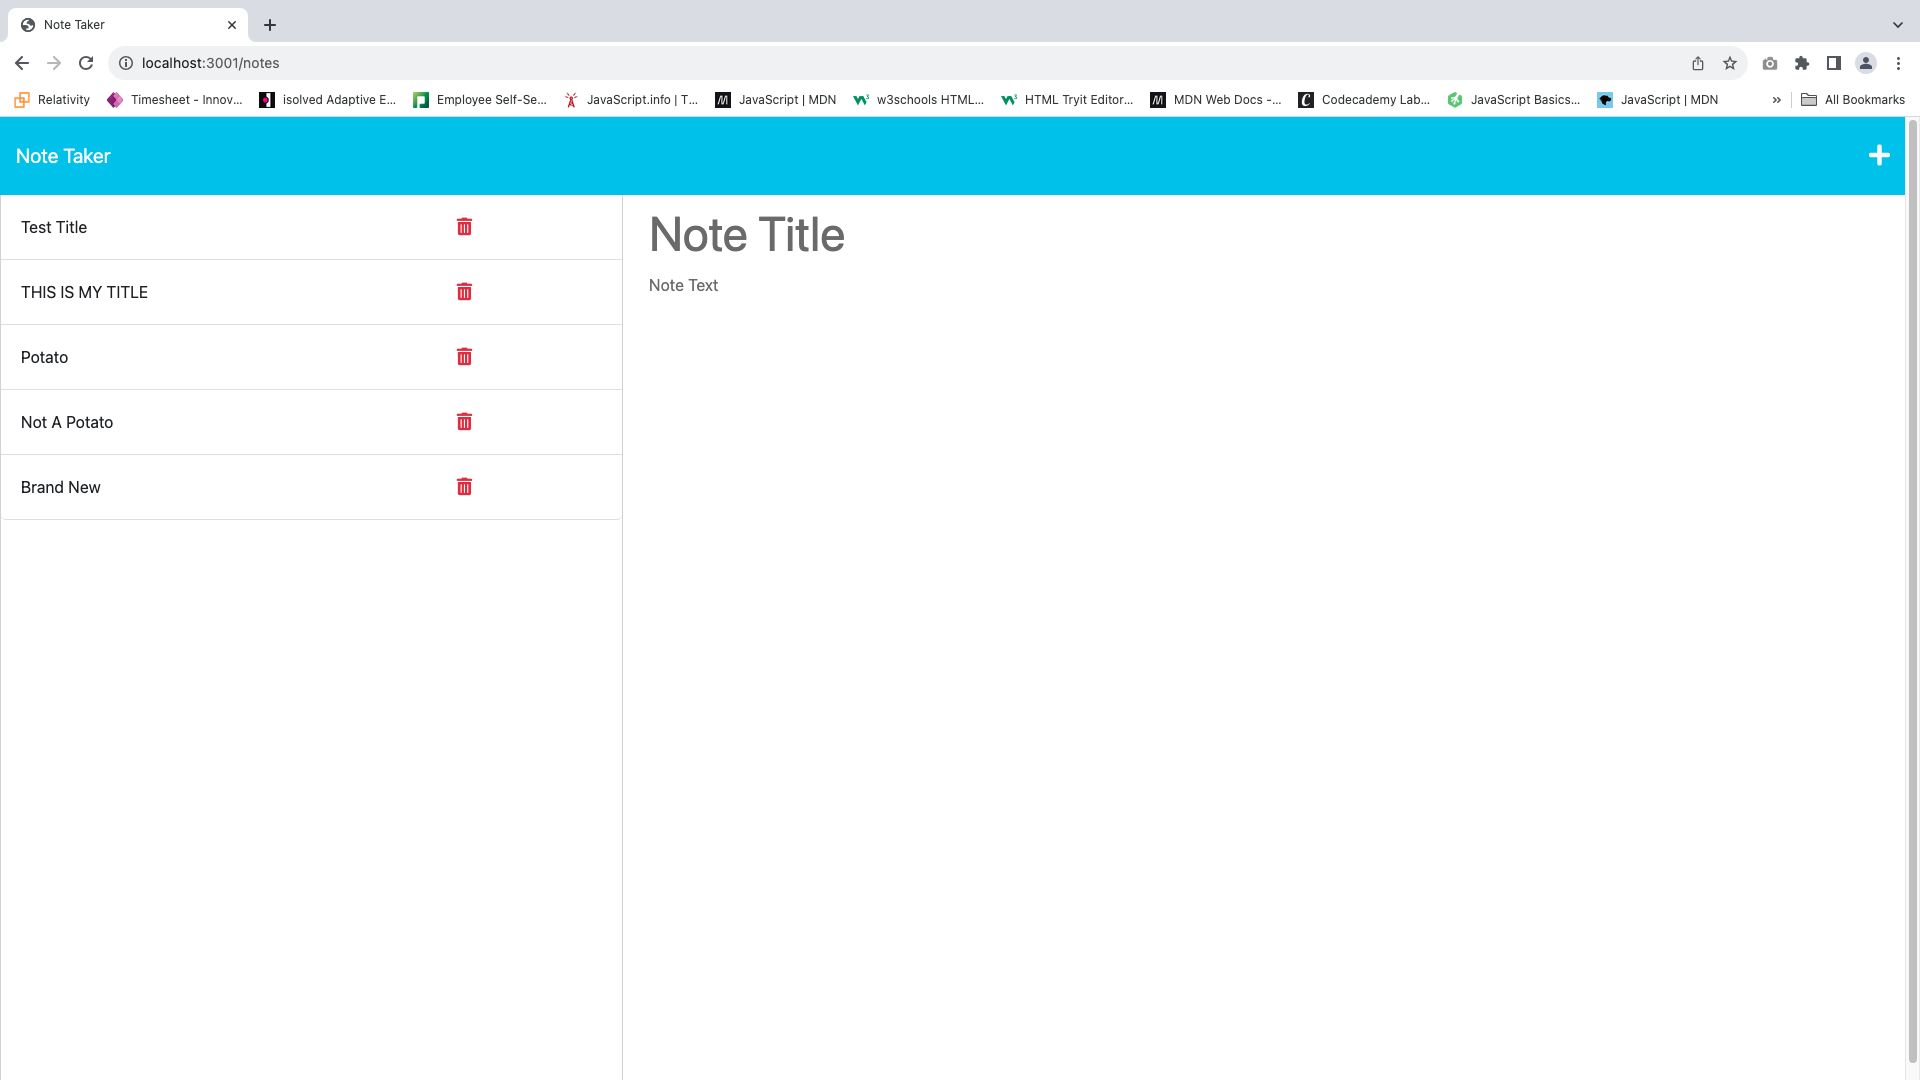 Note Taker
localhost:3001/notes
Relativity Timesheet - Innov... isolved Adaptive E... Employee Self-Se... JavaScript.info | T... JavaScript | MDN w3schools HTML... HTML Tryit Editor... MDN Web Docs -... Codecademy Lab... JavaScript Basics... JavaScript | MDN » All Bookmarks
Note Taker
Test Title
THIS IS MY TITLE
Potato
Not A Potato
Brand New
Note Title
Note Text